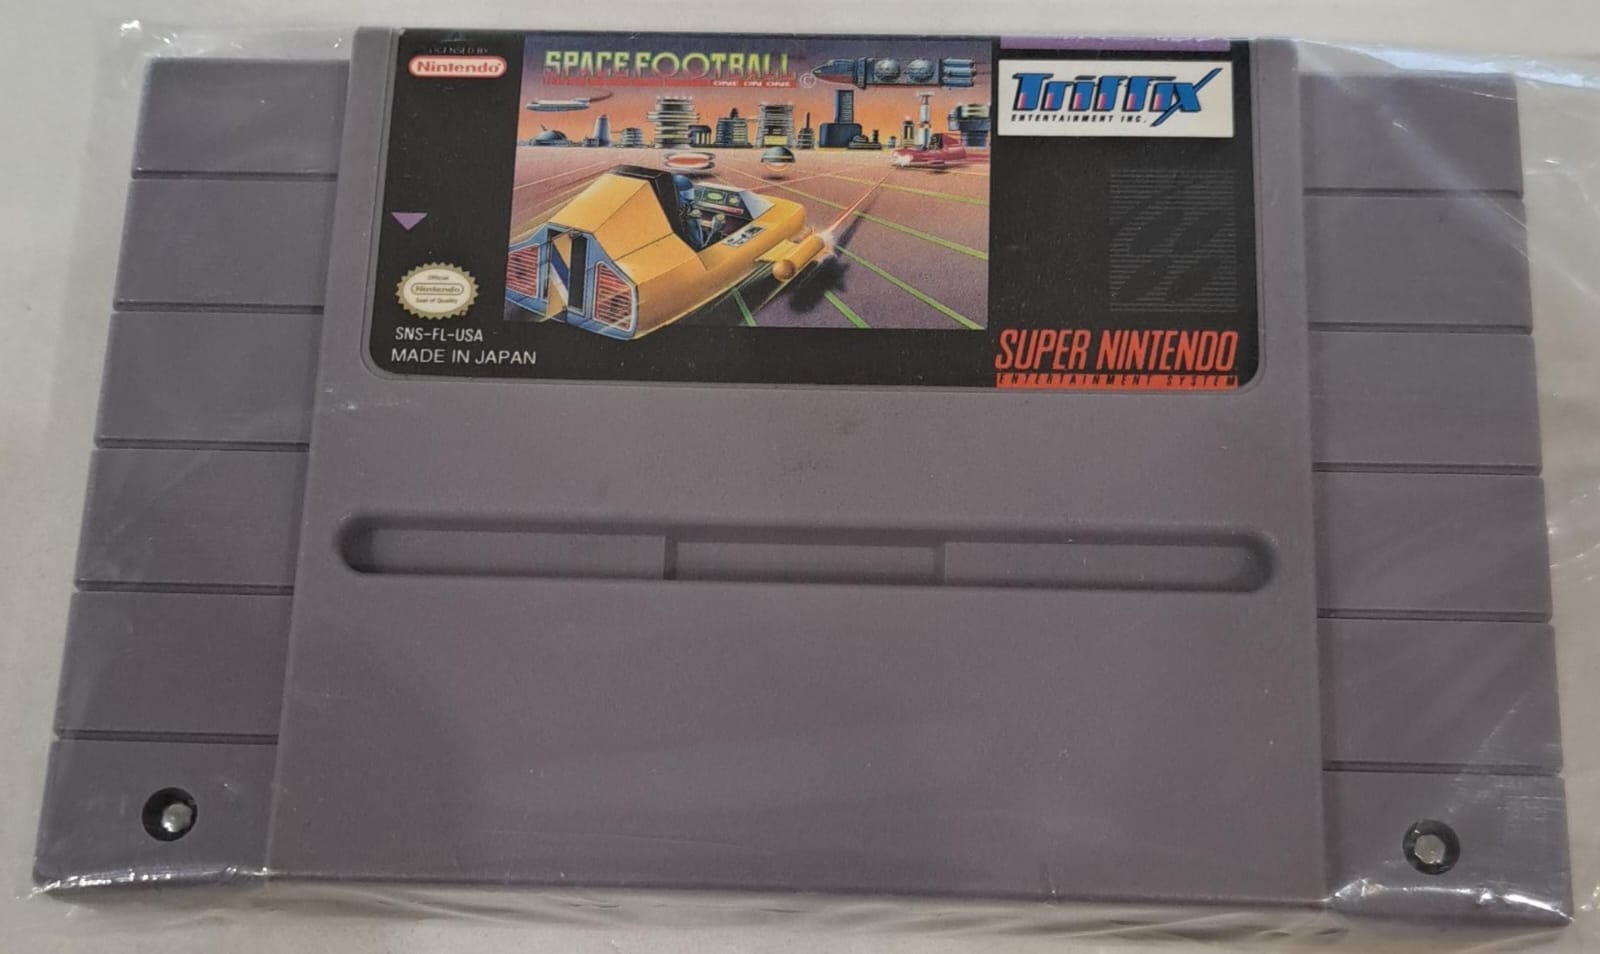 LICENSED BY
Nintendo
SPACE FOOTBALL
ONE ON ONE
©
Triffix
ENTERTAINMENT INC.
Official
Nintendo
Seal of Quality
SNS-FL-USA
MADE IN JAPAN
SUPER NINTENDO
ENTERTAINMENT SYSTEM